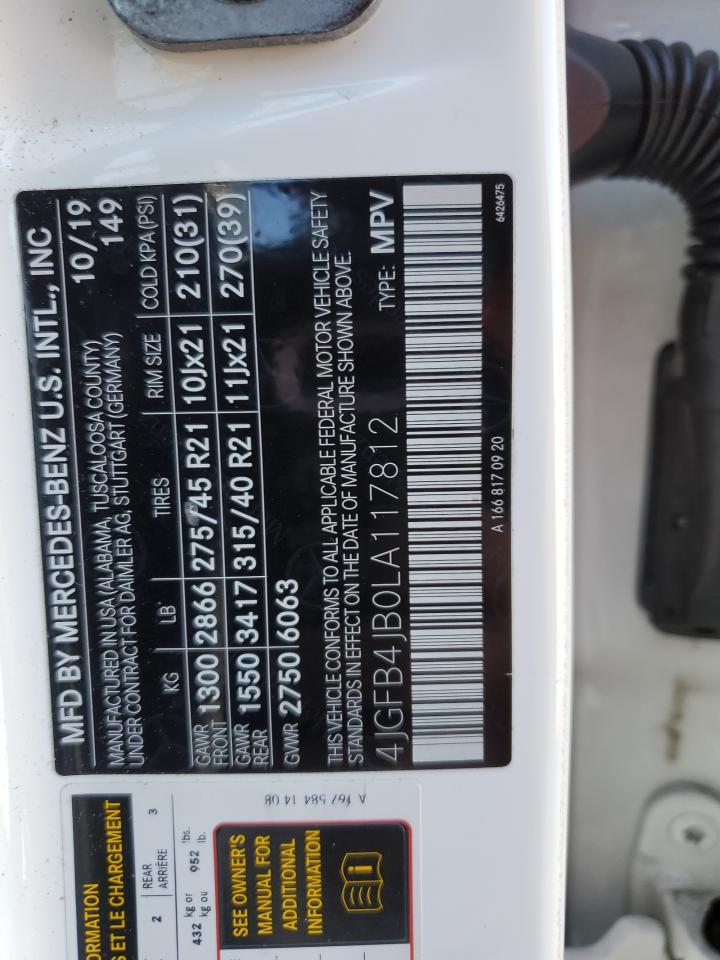 MFD BY MERCEDES-BENZ U.S. INTL., INC
MANUFACTURED IN USA (ALABAMA, TUSCALOOSA COUNTY) 10/19
UNDER CONTRACT FOR DAIMLER AG, STUTTGART (GERMANY) 149
KG LB TIRES RIM SIZE COLD KPA (PSI)
GAWR FRONT 1300 2866 275/45 R21 10Jx21 210(31)
GAWR REAR 1550 3417 315/40 R21 11Jx21 270(39)
GVWR 2750 6063
THIS VEHICLE CONFORMS TO ALL APPLICABLE FEDERAL MOTOR VEHICLE SAFETY
STANDARDS IN EFFECT ON THE DATE OF MANUFACTURE SHOWN ABOVE.
4JGFB4JB0LA117812 TYPE: MPV
A 166 817 09 20 6426475
A 167 584 14 08
ORMATION
S ET LE CHARGEMENT
2 REAR 3
ARRIÈRE
432 kg or 952 lbs.
kg ou lb.
SEE OWNER'S
MANUAL FOR
ADDITIONAL
INFORMATION